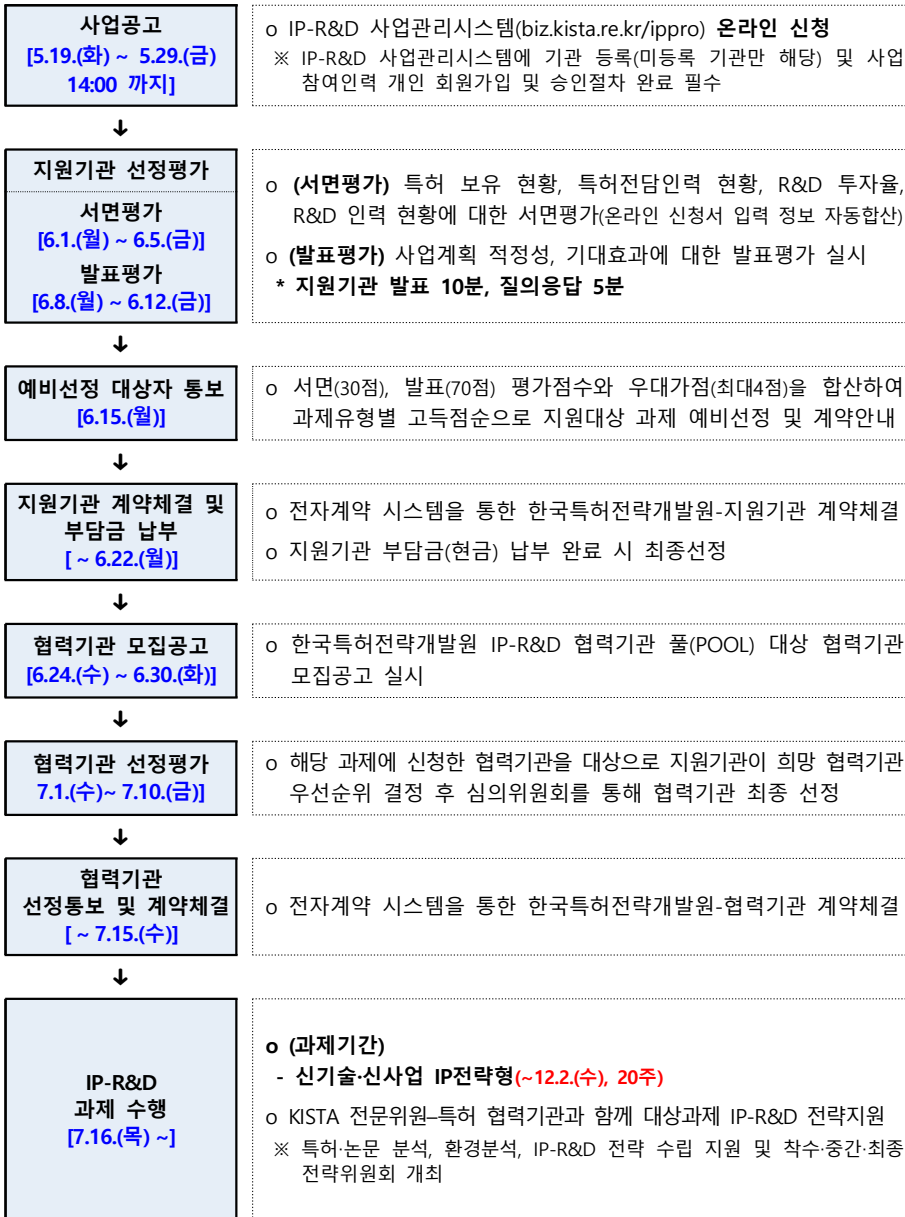 사업공고
[5.19.(화) ~ 5.29.(금)
14:00 까지]
o IP-R&D 사업관리시스템(biz.kista.re.kr/ippro) 온라인 신청
※ IP-R&D 사업관리시스템에 기관 등록(미등록 기관만 해당) 및 사업
참여인력 개인 회원가입 및 승인절차 완료 필수
↓
지원기관 선정평가
서면평가
[6.1.(월) ~ 6.5.(금)]
발표평가
[6.8.(월) ~ 6.12.(금)]
o (서면평가) 특허 보유 현황, 특허전담인력 현황, R&D 투자율,
R&D 인력 현황에 대한 서면평가(온라인 신청서 입력 정보 자동합산)
o (발표평가) 사업계획 적정성, 기대효과에 대한 발표평가 실시
* 지원기관 발표 10분, 질의응답 5분
↓
예비선정 대상자 통보
[6.15.(월)]
o 서면(30점), 발표(70점) 평가점수와 우대가점(최대4점)을 합산하여
과제유형별 고득점순으로 지원대상 과제 예비선정 및 계약안내
↓
지원기관 계약체결 및
부담금 납부
[ ~ 6.22.(월)]
o 전자계약 시스템을 통한 한국특허전략개발원-지원기관 계약체결
o 지원기관 부담금(현금) 납부 완료 시 최종선정
↓
협력기관 모집공고
[6.24.(수) ~ 6.30.(화)]
o 한국특허전략개발원 IP-R&D 협력기관 풀(POOL) 대상 협력기관
모집공고 실시
↓
협력기관 선정평가
7.1.(수)~ 7.10.(금)]
o 해당 과제에 신청한 협력기관을 대상으로 지원기관이 희망 협력기관
우선순위 결정 후 심의위원회를 통해 협력기관 최종 선정
↓
협력기관
선정통보 및 계약체결
[ ~ 7.15.(수)]
o 전자계약 시스템을 통한 한국특허전략개발원-협력기관 계약체결
↓
IP-R&D
과제 수행
[7.16.(목) ~]
o (과제기간)
- 신기술·신사업 IP전략형(~12.2.(수), 20주)
o KISTA 전문위원–특허 협력기관과 함께 대상과제 IP-R&D 전략지원
※ 특허·논문 분석, 환경분석, IP-R&D 전략 수립 지원 및 착수·중간·최종
전략위원회 개최